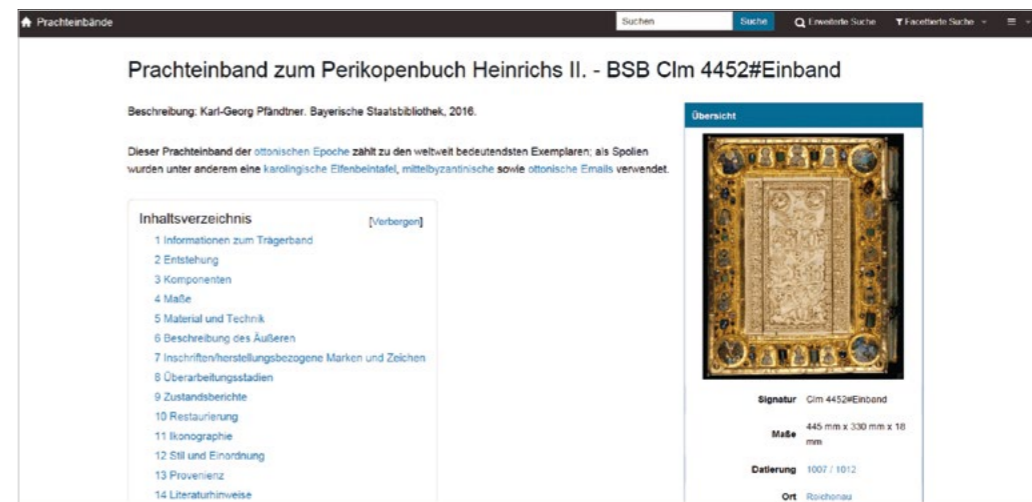 Prachteinbände
Suchen Suche Erweiterte Suche Facettierte Suche
Prachteinband zum Perikopenbuch Heinrichs II. - BSB Clm 4452#Einband
Beschreibung: Karl-Georg Pfändtner. Bayerische Staatsbibliothek, 2016.
Dieser Prachteinband der ottonischen Epoche zählt zu den weltweit bedeutendsten Exemplaren; als Spolien
wurden unter anderem eine karolingische Elfenbeintafel, mittelbyzantinische sowie ottonische Emails verwendet.
Inhaltsverzeichnis [Verbergen]
1 Informationen zum Trägerband
2 Entstehung
3 Komponenten
4 Maße
5 Material und Technik
6 Beschreibung des Äußeren
7 Inschriften/herstellungsbezogene Marken und Zeichen
8 Überarbeitungsstadien
9 Zustandsberichte
10 Restaurierung
11 Ikonographie
12 Stil und Einordnung
13 Provenienz
14 Literaturhinweise
Übersicht
Signatur Clm 4452#Einband
Maße 445 mm x 330 mm x 18
mm
Datierung 1007 / 1012
Ort Reichenau